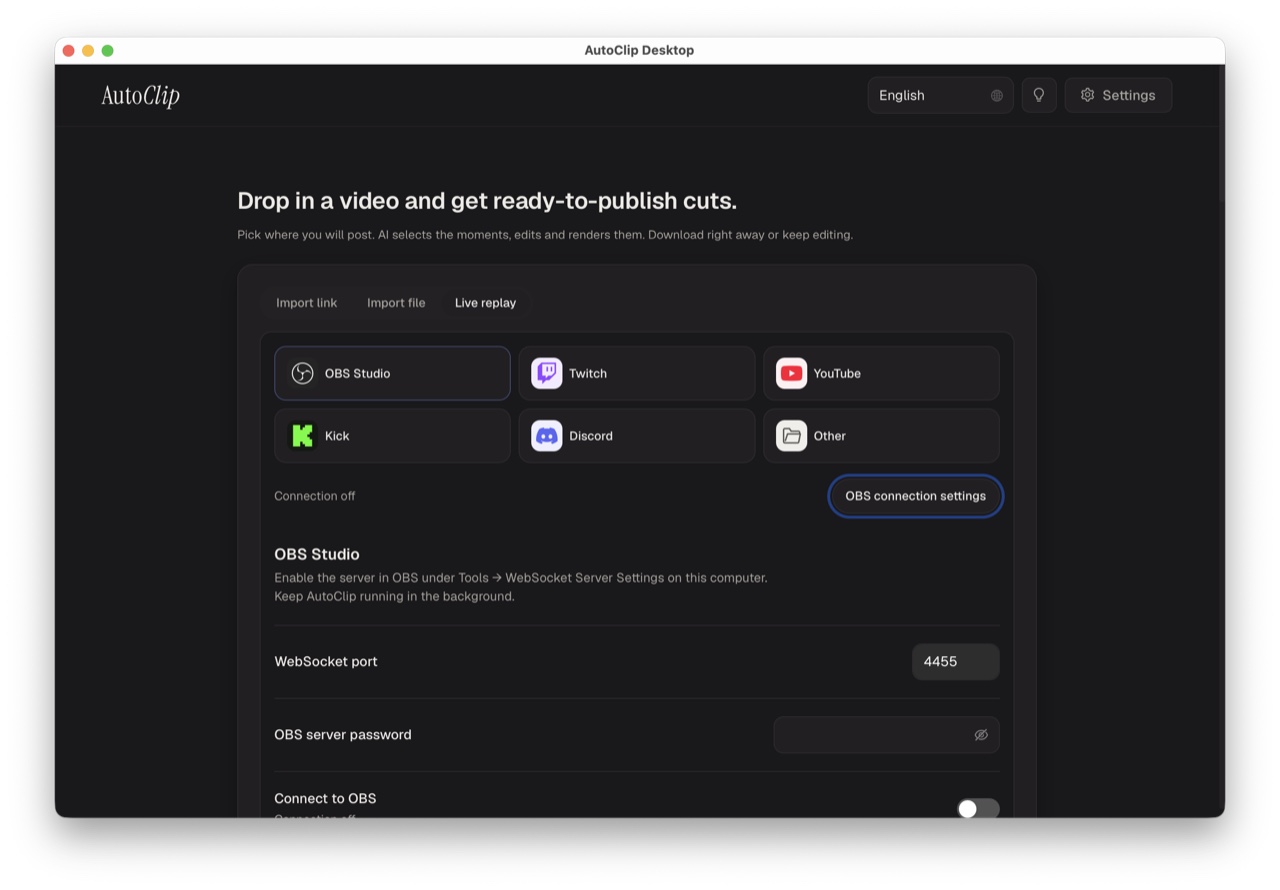 AutoClip Desktop
AutoClip
English
Settings
Drop in a video and get ready-to-publish cuts.
Pick where you will post. AI selects the moments, edits and renders them. Download right away or keep editing.
Import link
Import file
Live replay
OBS Studio
Twitch
YouTube
Kick
Discord
Other
Connection off
OBS connection settings
OBS Studio
Enable the server in OBS under Tools → WebSocket Server Settings on this computer.
Keep AutoClip running in the background.
WebSocket port
4455
OBS server password
Connect to OBS
Connection off